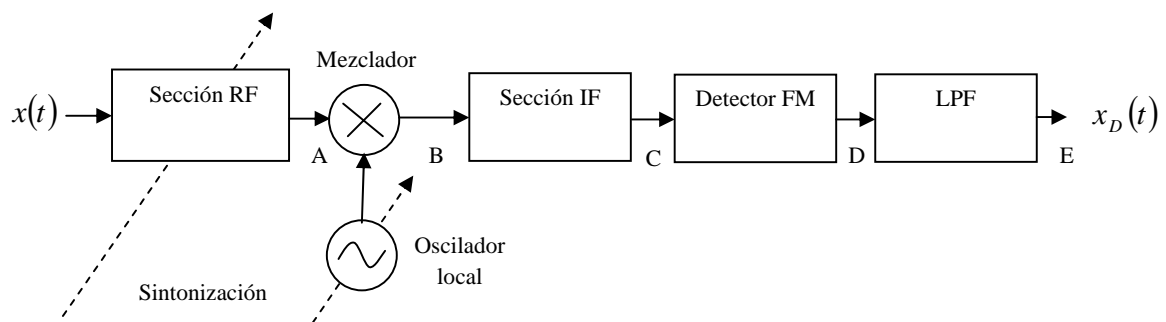 Mezclador
Sección RF
Sección IF
Detector FM
LPF
x(t)
x_D(t)
A
B
C
D
E
Oscilador
local
Sintonización